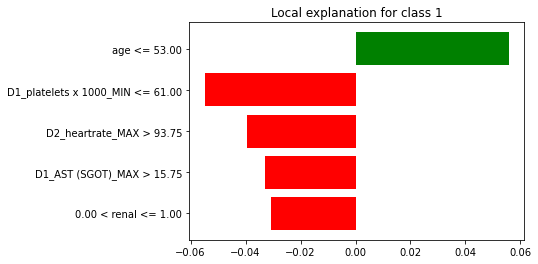 Local explanation for class 1
age <= 53.00
D1_platelets x 1000_MIN <= 61.00
D2_heartrate_MAX > 93.75
D1_AST (SGOT)_MAX > 15.75
0.00 < renal <= 1.00
−0.06 −0.04 −0.02 0.00 0.02 0.04 0.06